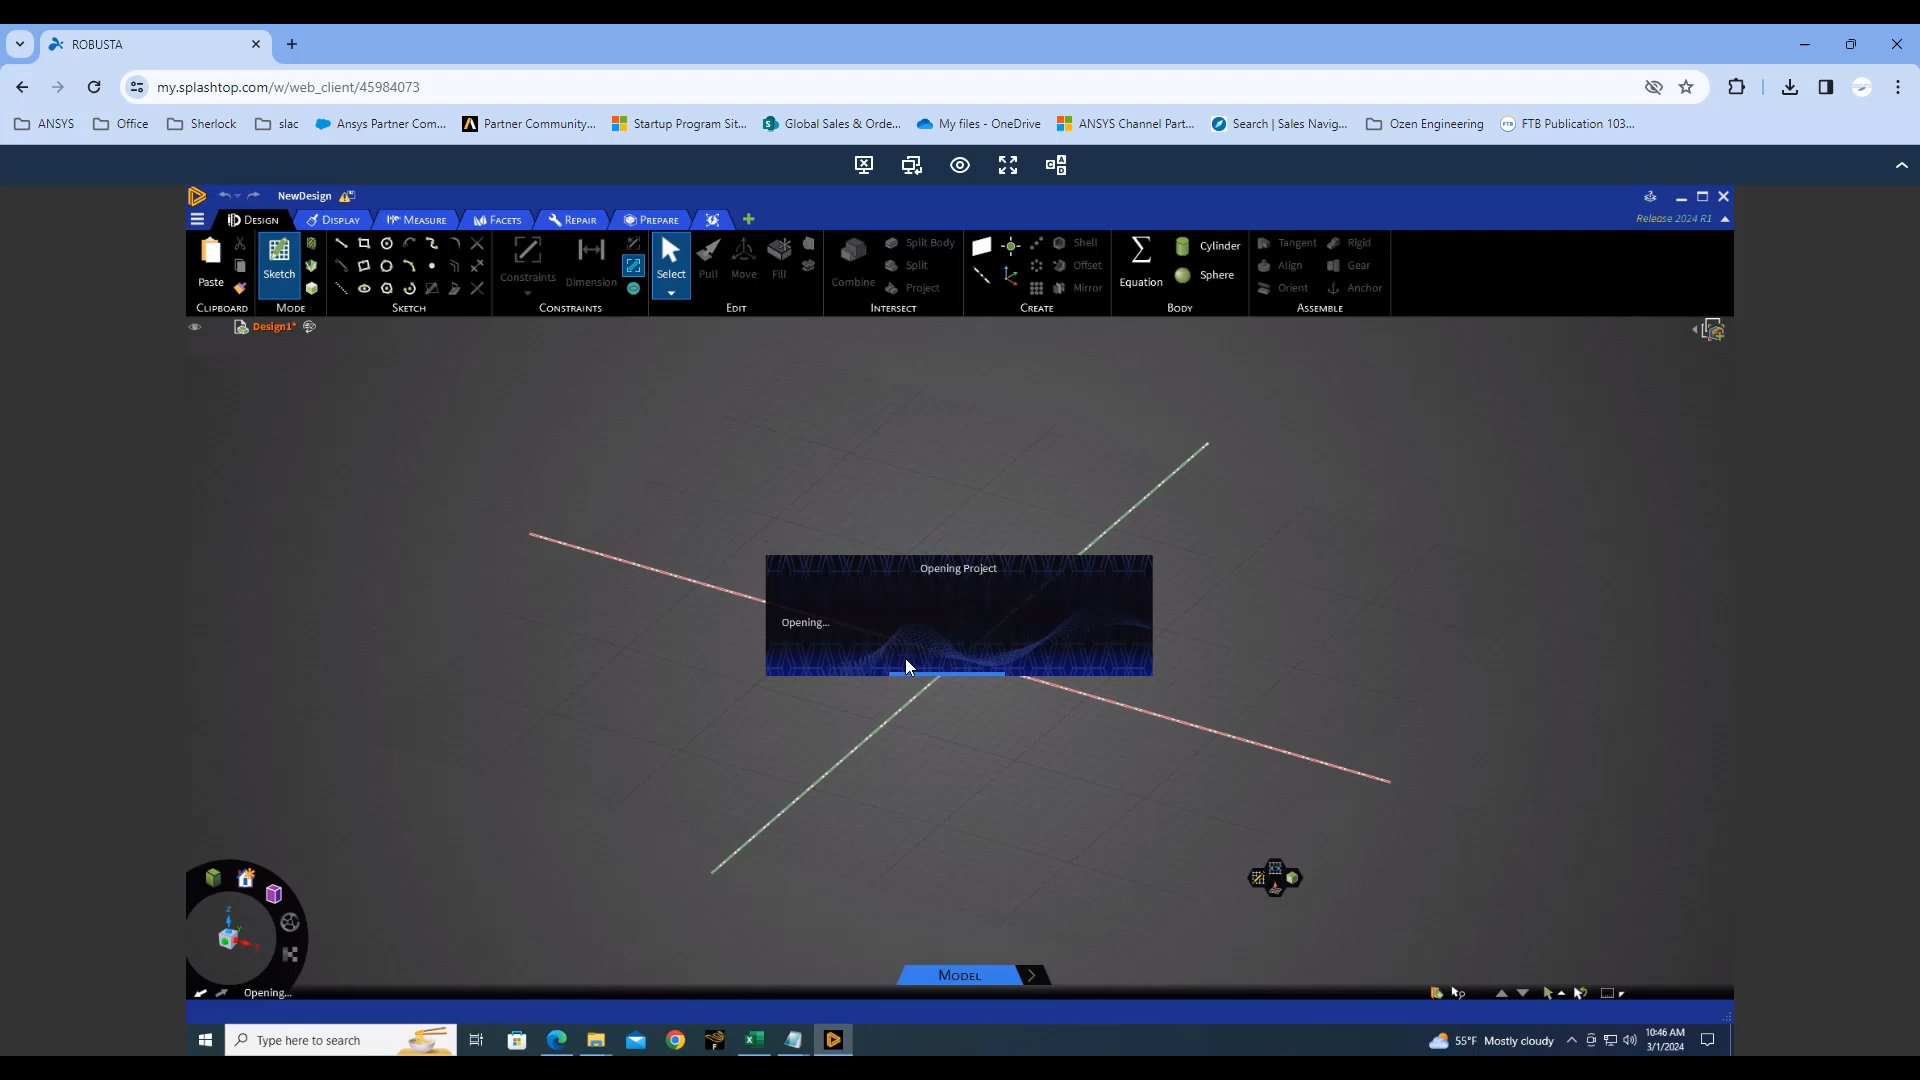 ROBUSTA
my.splashtop.com/w/web_client/45984073
ANSYS
Office
Sherlock
slac
Ansys Partner Com...
Partner Community...
Startup Program Sit...
Global Sales & Orde...
My files - OneDrive
ANSYS Channel Part...
Search | Sales Navig...
Ozen Engineering
FTB Publication 103...
NewDesign
Design
Display
Measure
Facets
Repair
Prepare
Release 2024 R1
Paste
Sketch
Constraints
Dimension
Select
Pull
Move
Fill
Combine
Split Body
Split
Project
Shell
Offset
Mirror
Equation
Cylinder
Sphere
Tangent
Rigid
Align
Gear
Orient
Anchor
Clipboard
Mode
Sketch
Constraints
Edit
Intersect
Create
Body
Assemble
Design1*
Opening Project
Opening...
Z
Y
X
Model
Opening...
Type here to search
55°F Mostly cloudy
10:46 AM
3/1/2024